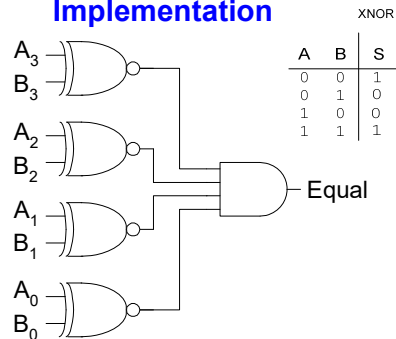 Implementation
XNOR
A B S
0 0 1
0 1 0
1 0 0
1 1 1
A3
B3
A2
B2
A1
B1
A0
B0
Equal